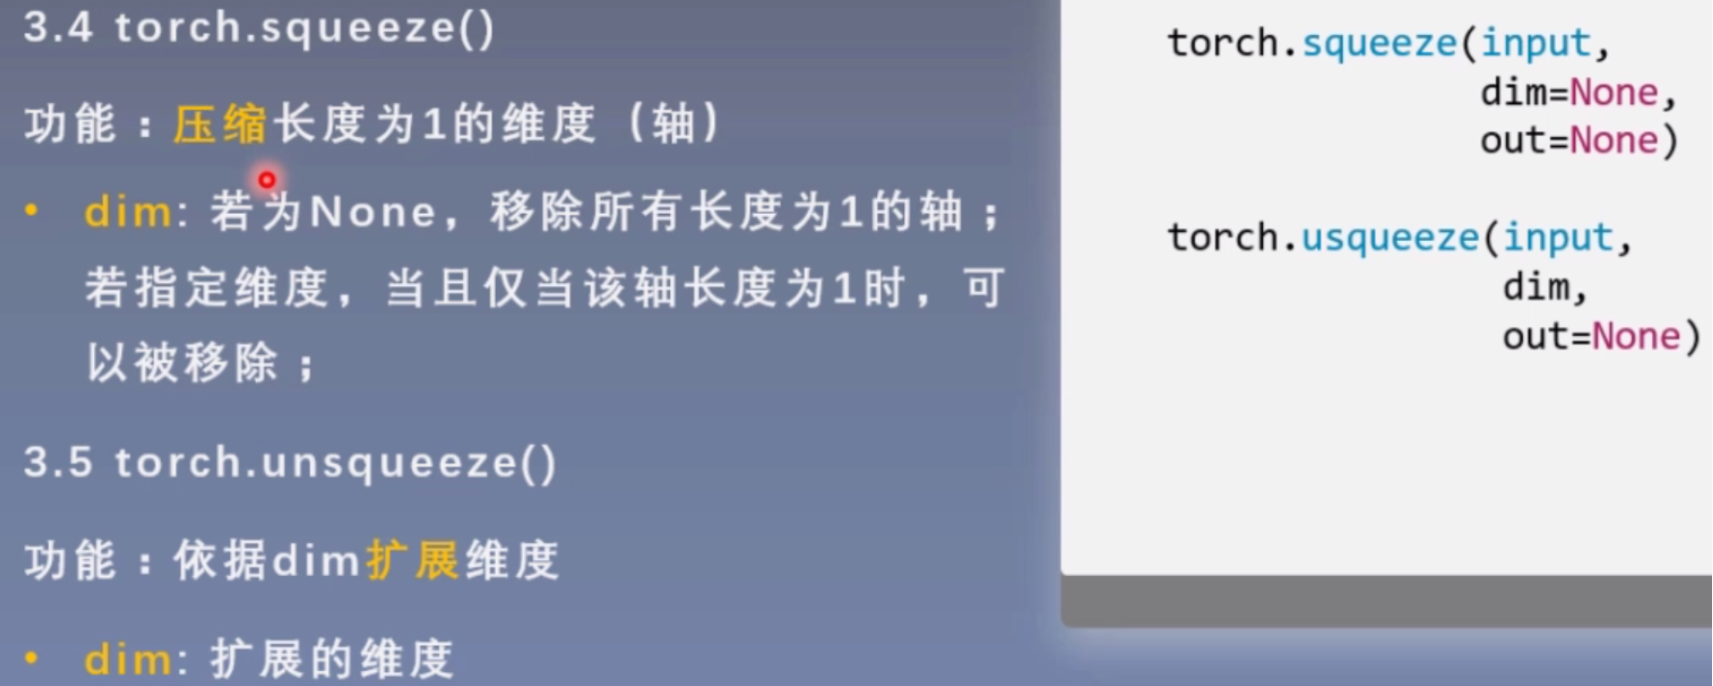 3.4 torch.squeeze()
功能：压缩长度为1的维度（轴）
• dim: 若为None，移除所有长度为1的轴；
若指定维度，当且仅当该轴长度为1时，可
以被移除；
3.5 torch.unsqueeze()
功能：依据dim扩展维度
• dim: 扩展的维度
torch.squeeze(input,
dim=None,
out=None)
torch.usqueeze(input,
dim,
out=None)